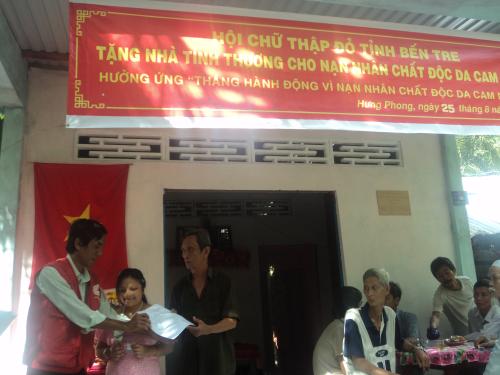 HỘI CHỮ THẬP ĐỎ TỈNH BẾN TRE
TẶNG NHÀ TÌNH THƯƠNG CHO NẠN NHÂN CHẤT ĐỘC DA CAM
HƯỞNG ỨNG "THÁNG HÀNH ĐỘNG VÌ NẠN NHÂN CHẤT ĐỘC DA CAM
Hưng Phong, ngày 25 tháng 8